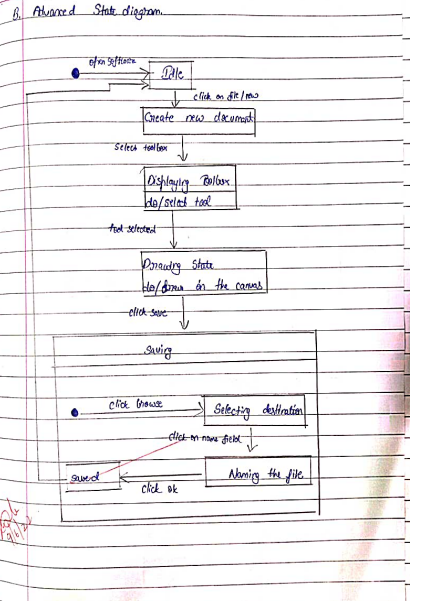 B. Advanced State diagram.
open software
Idle
click on file/new
Create new document
Select toolbox
Displaying Toolbox
do/select tool
tool selected
Drawing State
do/draw on the canvas
click save
Saving
click browse
Selecting destination
click on name field
saved
Naming the file
click ok